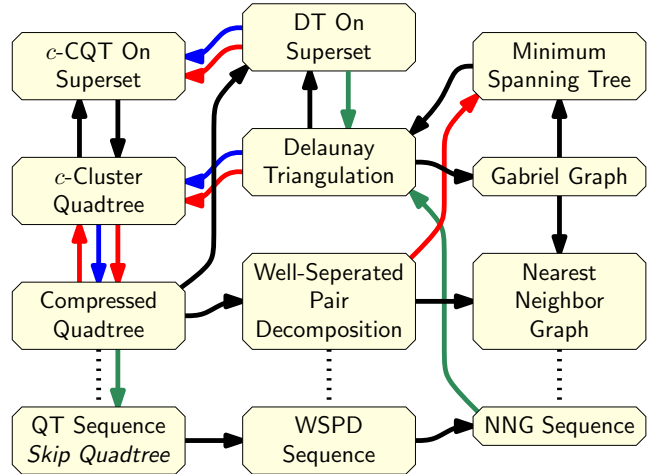 c-CQT On
Superset
DT On
Superset
Minimum
Spanning Tree
c-Cluster
Quadtree
Delaunay
Triangulation
Gabriel Graph
Compressed
Quadtree
Well-Seperated
Pair
Decomposition
Nearest
Neighbor
Graph
QT Sequence
Skip Quadtree
WSPD
Sequence
NNG Sequence